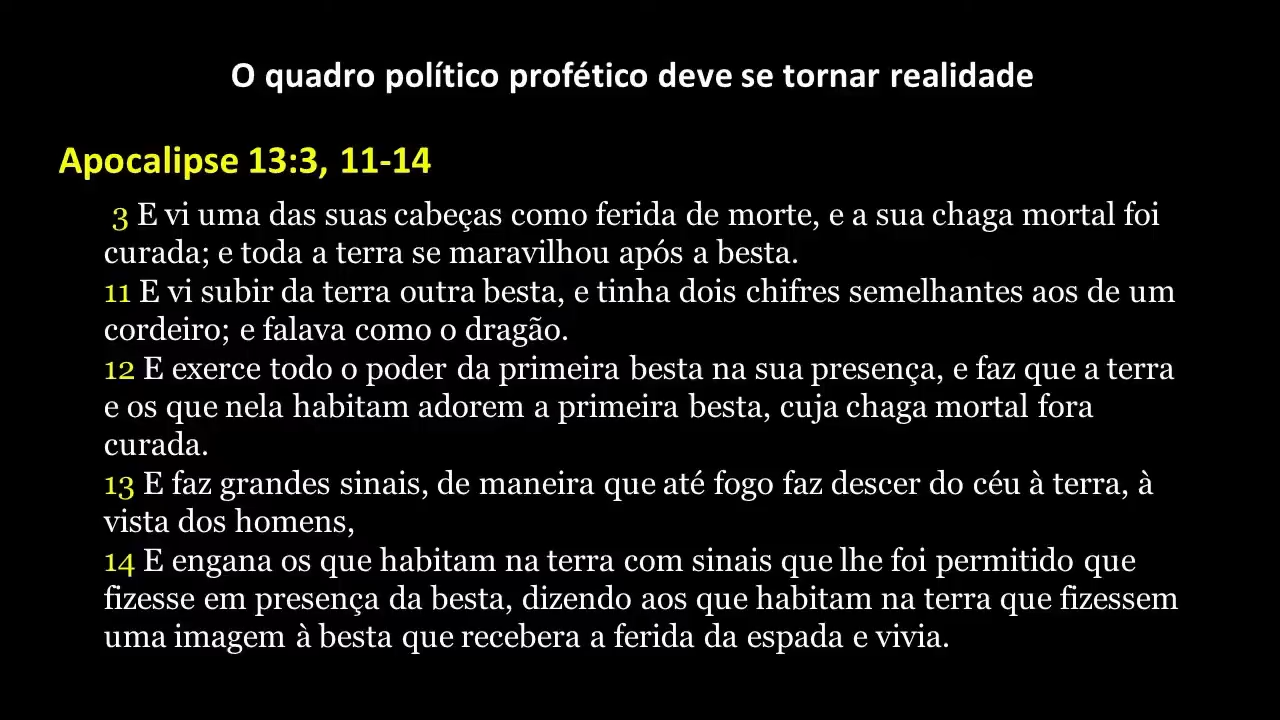 O quadro político profético deve se tornar realidade
Apocalipse 13:3, 11-14
3 E vi uma das suas cabeças como ferida de morte, e a sua chaga mortal foi
curada; e toda a terra se maravilhou após a besta.
11 E vi subir da terra outra besta, e tinha dois chifres semelhantes aos de um
cordeiro; e falava como o dragão.
12 E exerce todo o poder da primeira besta na sua presença, e faz que a terra
e os que nela habitam adorem a primeira besta, cuja chaga mortal fora
curada.
13 E faz grandes sinais, de maneira que até fogo faz descer do céu à terra, à
vista dos homens,
14 E engana os que habitam na terra com sinais que lhe foi permitido que
fizesse em presença da besta, dizendo aos que habitam na terra que fizessem
uma imagem à besta que recebera a ferida da espada e vivia.